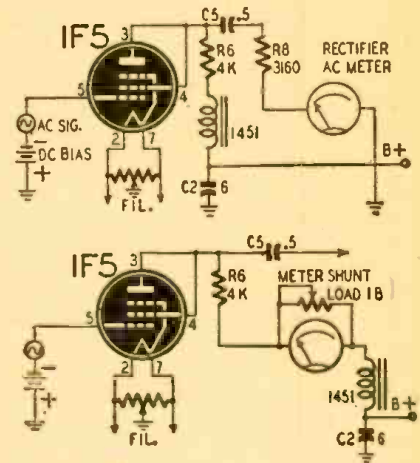 IF5
3
5
4
2
7
AC SIG.
DC BIAS
-
+
FIL.
C5
.5
R6
4K
R8
3160
RECTIFIER
AC METER
1451
B+
C2
6
IF5
3
5
4
2
7
-
+
FIL.
C5
.5
R6
4K
METER SHUNT
LOAD 1B
1451
B+
C2
6